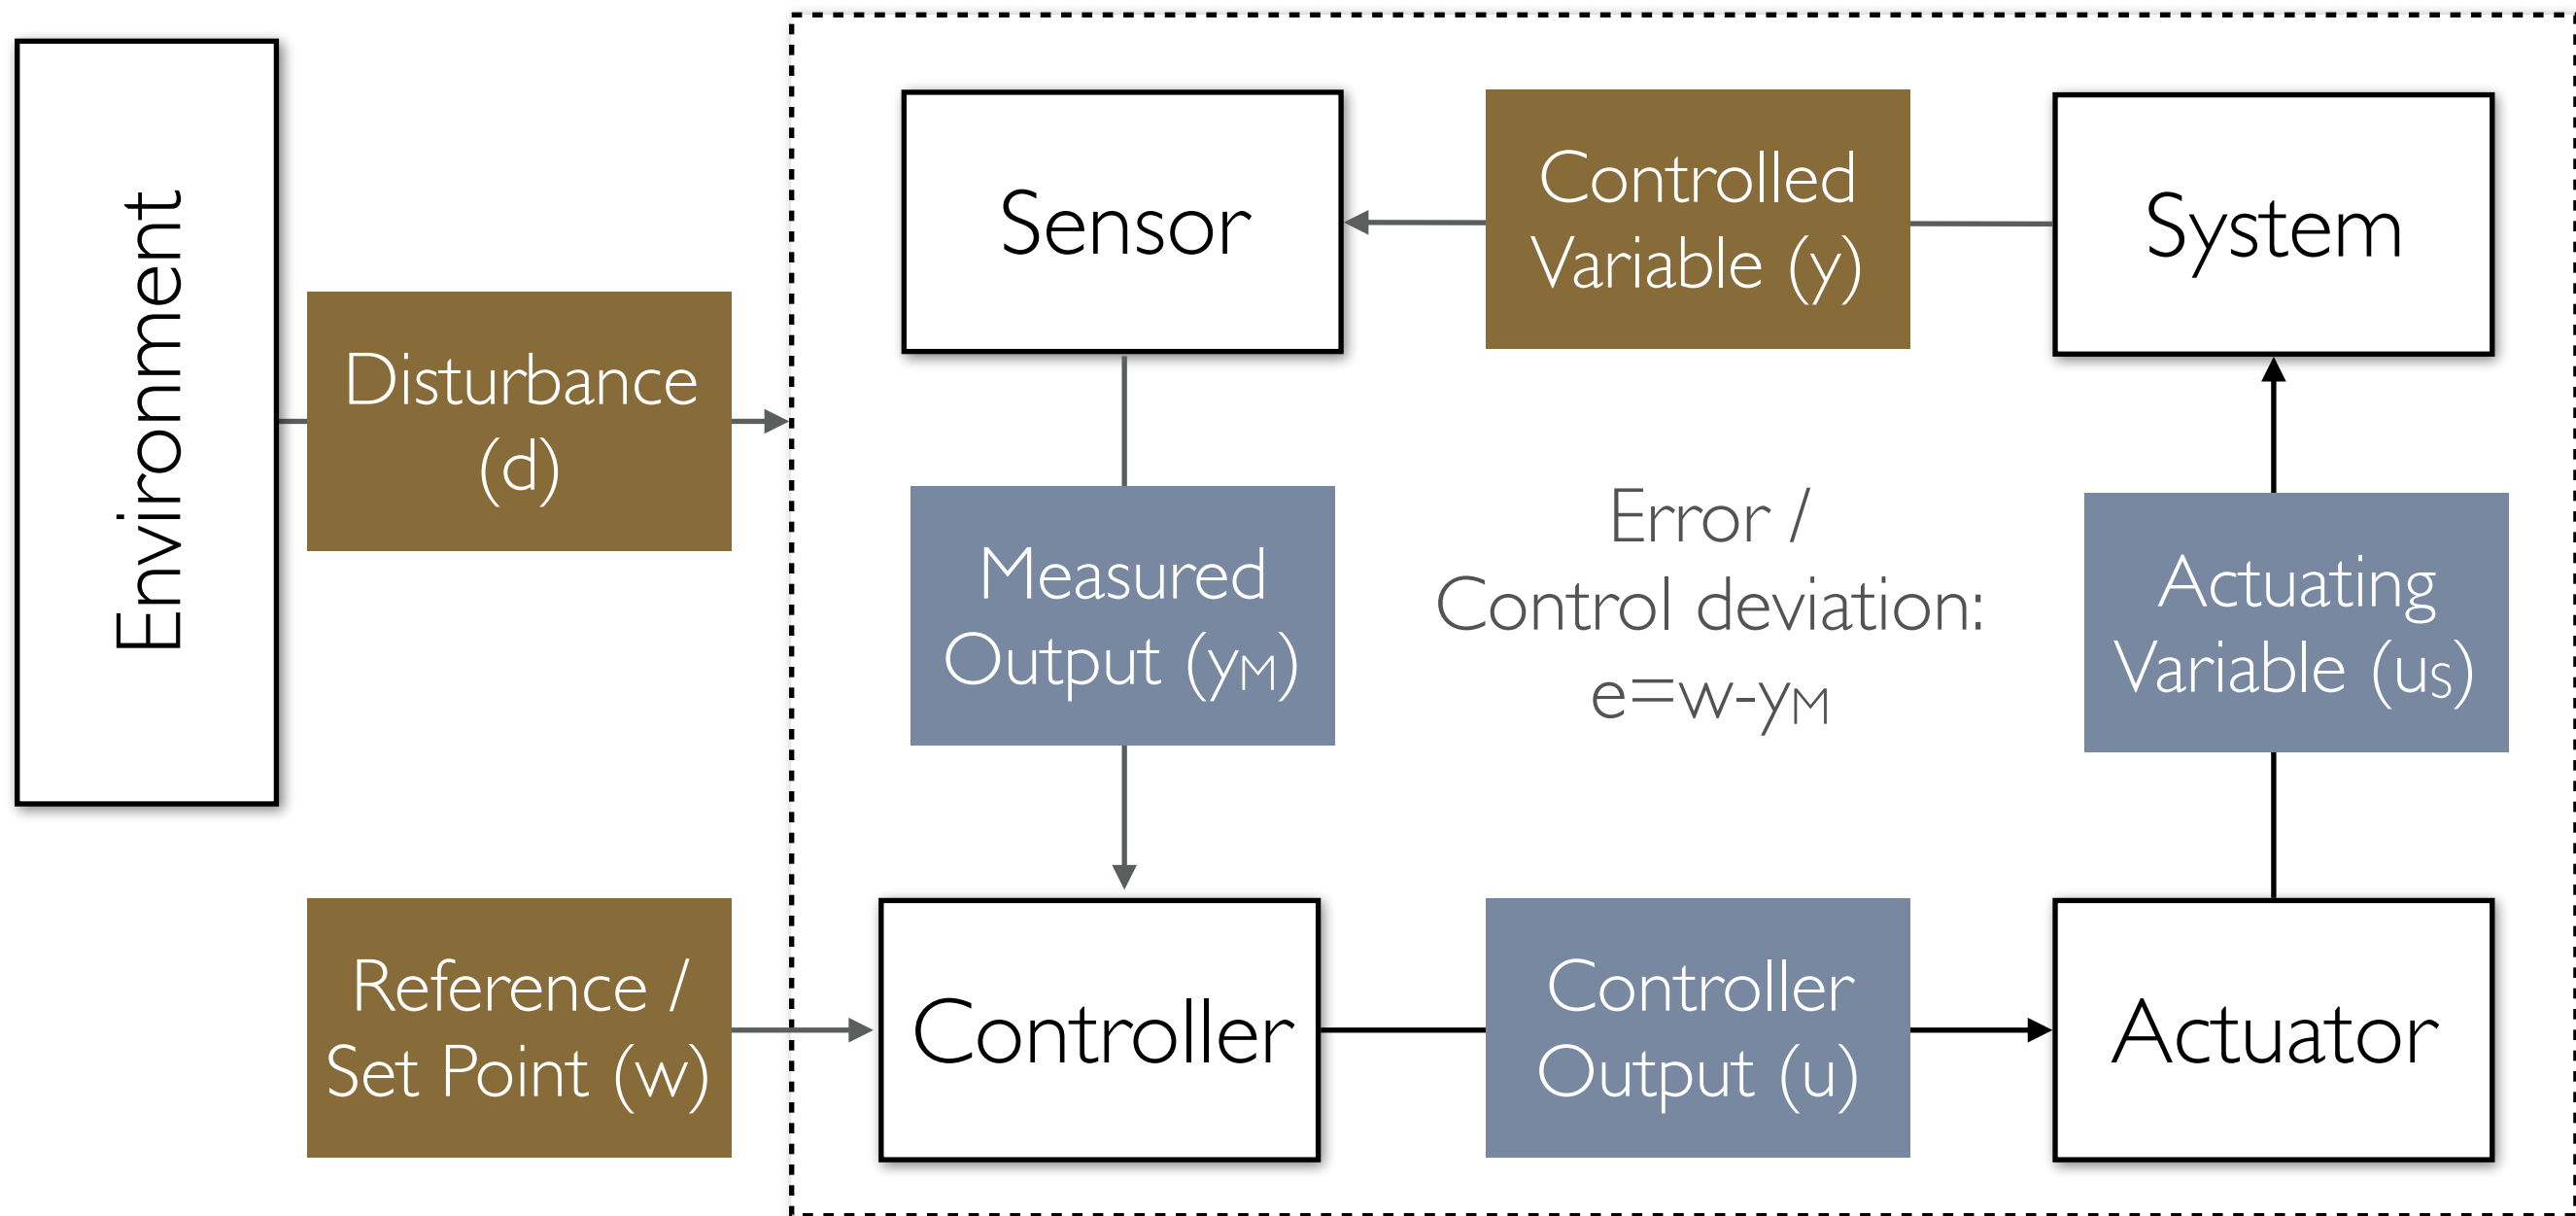 Environment
Disturbance
(d)
Sensor
Controlled
Variable (y)
System
Measured
Output (yM)
Error /
Control deviation:
e=w-yM
Actuating
Variable (uS)
Reference /
Set Point (w)
Controller
Controller
Output (u)
Actuator